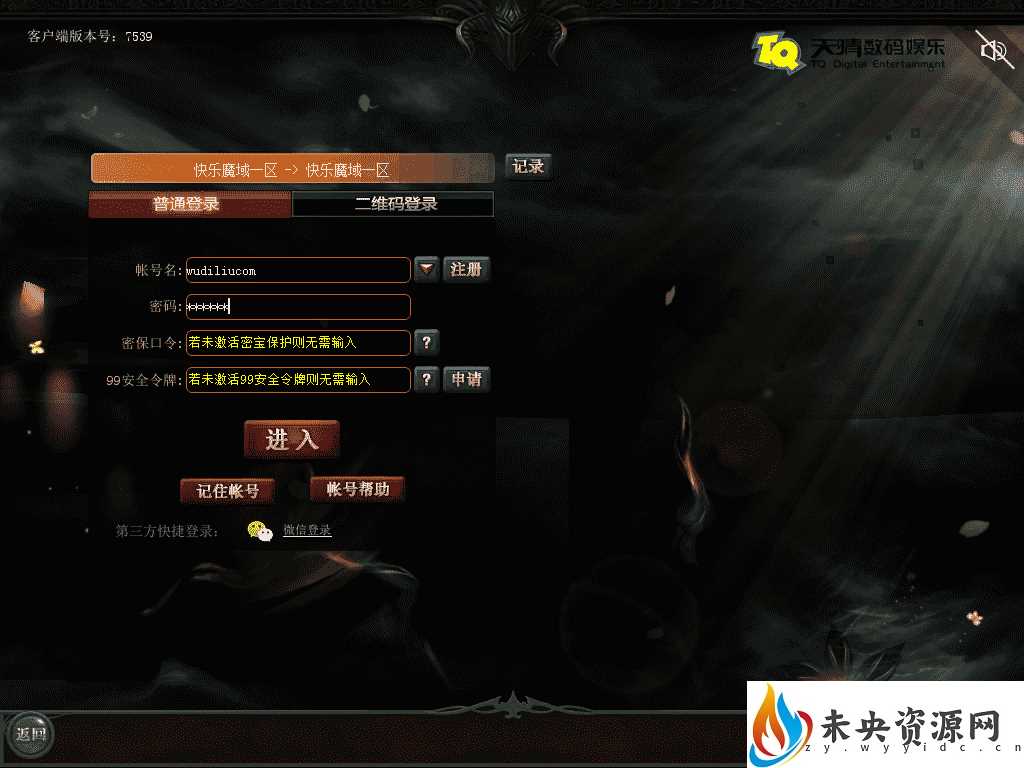 客户端版本号：7539
天晴数码娱乐
TQ Digital Entertainment
快乐魔域一区 -> 快乐魔域一区
记录
普通登录 二维码登录
帐号名: wudiliucom 注册
密码: ******
密保口令: 若未激活密宝保护则无需输入 ?
99安全令牌: 若未激活99安全令牌则无需输入 ? 申请
进入
记住帐号 帐号帮助
第三方快捷登录： 微信登录
返回
未央资源网
zy.wyyidc.cn